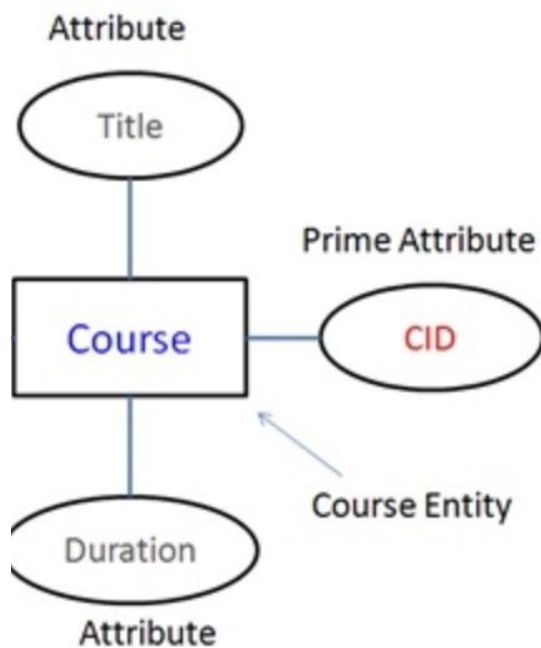 Attribute
Title
Prime Attribute
Course
CID
Course Entity
Duration
Attribute